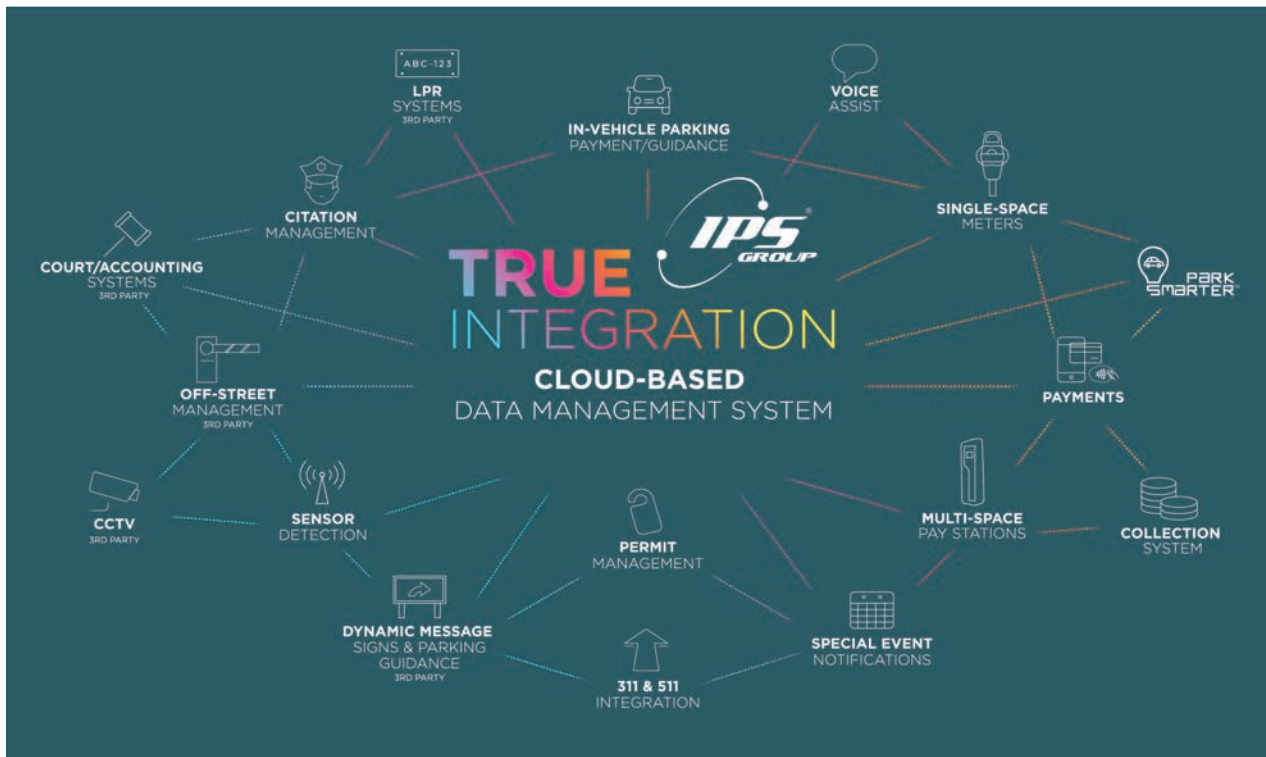 ABC-123
LPR
SYSTEMS
3RD PARTY
IN-VEHICLE PARKING
PAYMENT/GUIDANCE
VOICE
ASSIST
CITATION
MANAGEMENT
SINGLE-SPACE
METERS
IPS®
GROUP
COURT/ACCOUNTING
SYSTEMS
3RD PARTY
PARK
SMARTER™
TRUE
INTEGRATION
CLOUD-BASED
DATA MANAGEMENT SYSTEM
OFF-STREET
MANAGEMENT
3RD PARTY
PAYMENTS
CCTV
3RD PARTY
SENSOR
DETECTION
PERMIT
MANAGEMENT
MULTI-SPACE
PAY STATIONS
COLLECTION
SYSTEM
DYNAMIC MESSAGE
SIGNS & PARKING
GUIDANCE
3RD PARTY
311 & 511
INTEGRATION
SPECIAL EVENT
NOTIFICATIONS